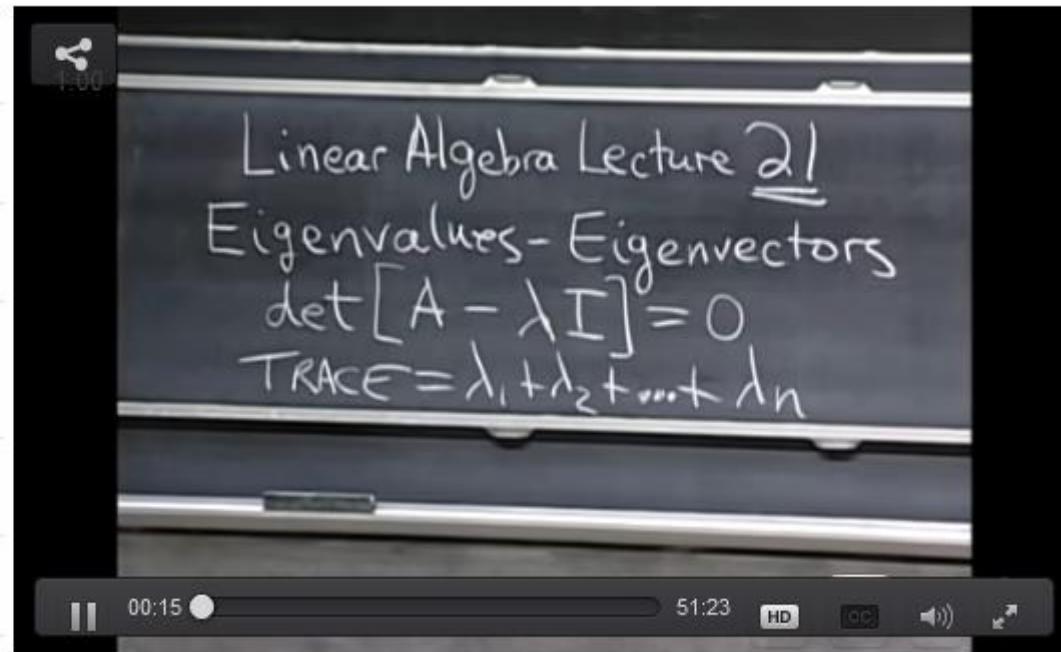 1:00
Linear Algebra Lecture 21
Eigenvalues - Eigenvectors
det[A - λI] = 0
TRACE = λ₁+λ₂+...+λn
00:15 51:23 HD CC